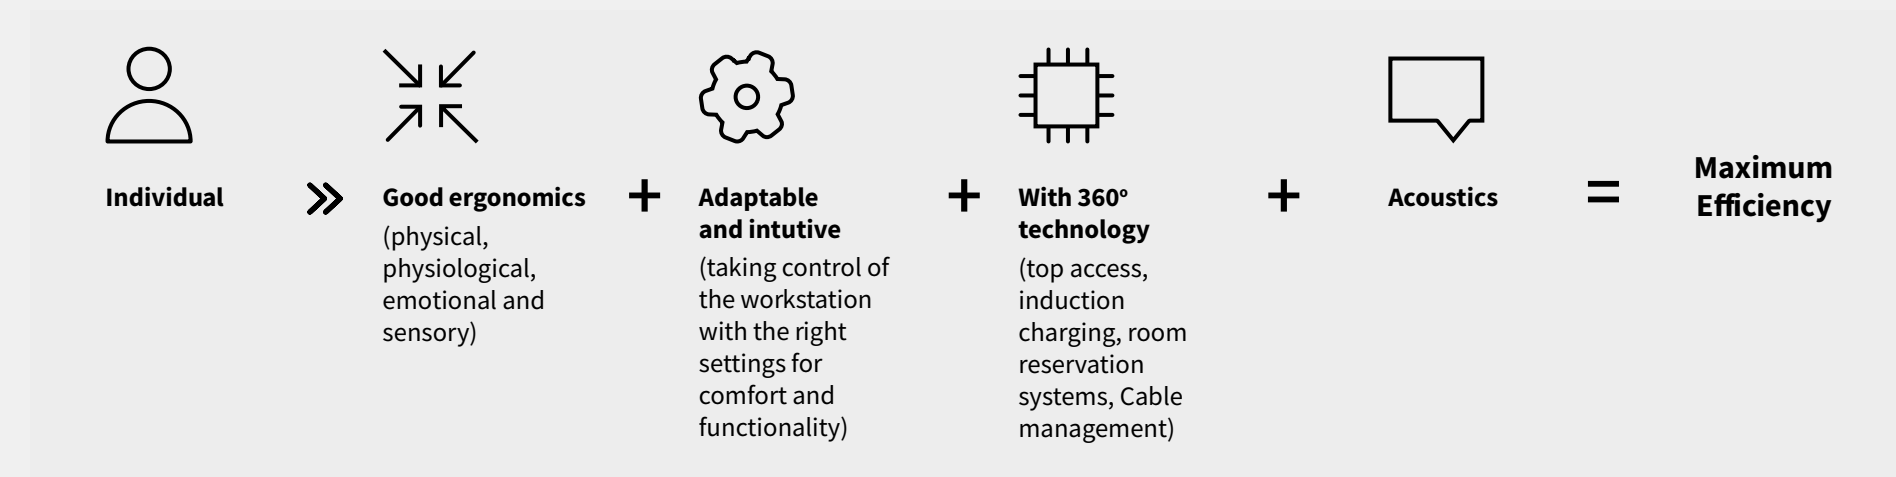 Individual
»
Good ergonomics
(physical,
physiological,
emotional and
sensory)
+
Adaptable
and intutive
(taking control of
the workstation
with the right
settings for
comfort and
functionality)
+
With 360º
technology
(top access,
induction
charging, room
reservation
systems, Cable
management)
+
Acoustics
=
Maximum
Efficiency